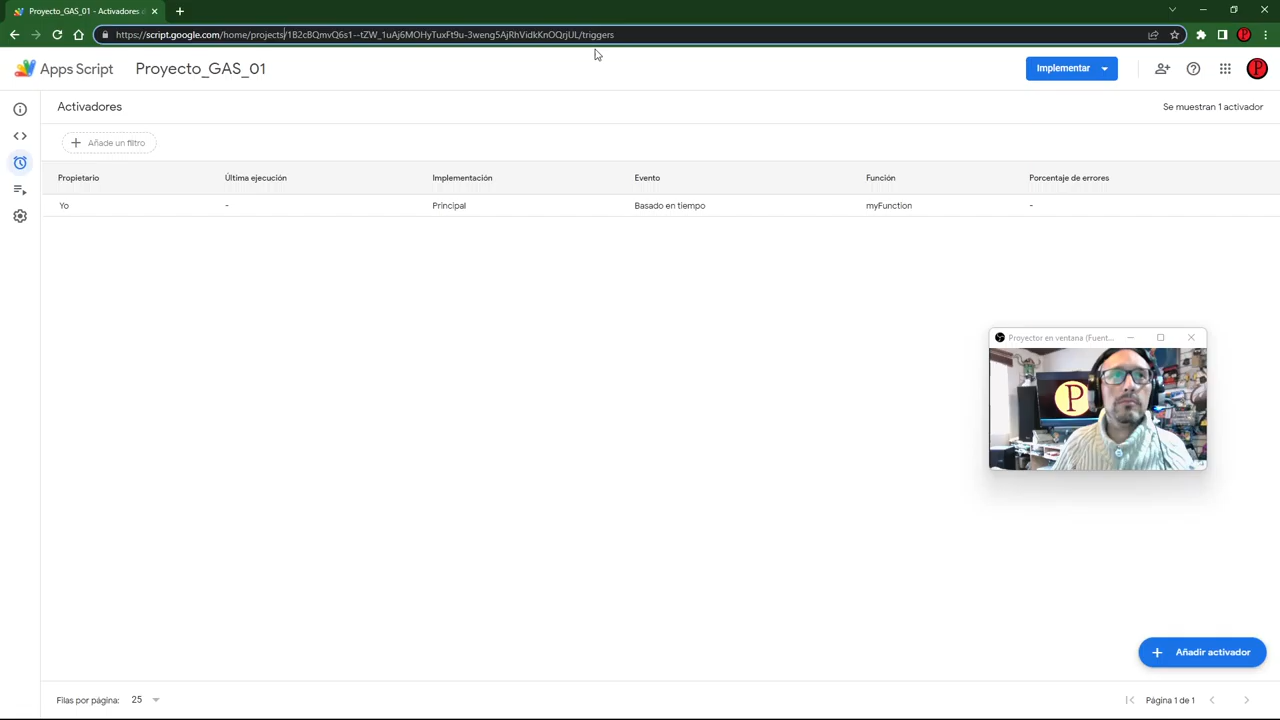 Proyecto_GAS_01 - Activadores d
https://script.google.com/home/projects/1B2cBQmvQ6s1--tZW_1uAj6MOHyTuxFt9u-3weng5AjRhVidkKnOQrjUL/triggers
P
Apps Script
Proyecto_GAS_01
Implementar
P
Activadores
Se muestran 1 activador
Añade un filtro
Propietario Última ejecución Implementación Evento Función Porcentaje de errores
Yo - Principal Basado en tiempo myFunction -
Proyector en ventana (Fuent...
P
Añadir activador
Filas por página: 25
Página 1 de 1